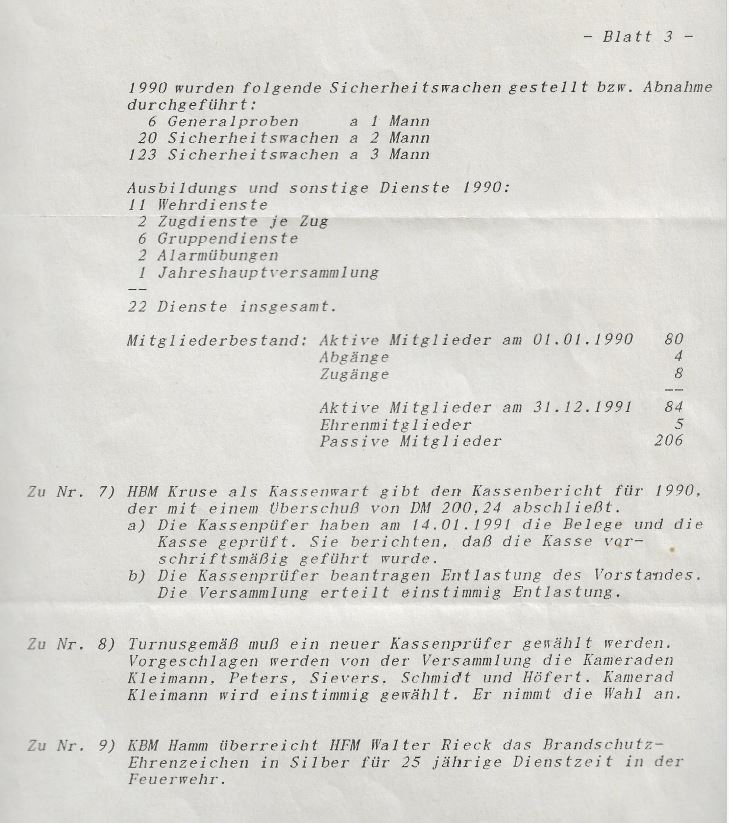 - Blatt 3 -
1990 wurden folgende Sicherheitswachen gestellt bzw. Abnahme
durchgeführt:
6 Generalproben a 1 Mann
20 Sicherheitswachen a 2 Mann
123 Sicherheitswachen a 3 Mann
Ausbildungs und sonstige Dienste 1990:
11 Wehrdienste
2 Zugdienste je Zug
6 Gruppendienste
2 Alarmübungen
1 Jahreshauptversammlung
--
22 Dienste insgesamt.
Mitgliederbestand: Aktive Mitglieder am 01.01.1990 80
Abgänge 4
Zugänge 8
--
Aktive Mitglieder am 31.12.1991 84
Ehrenmitglieder 5
Passive Mitglieder 206
Zu Nr. 7) HBM Kruse als Kassenwart gibt den Kassenbericht für 1990,
der mit einem Überschuß von DM 200,24 abschließt.
a) Die Kassenpüfer haben am 14.01.1991 die Belege und die
Kasse geprüft. Sie berichten, daß die Kasse vor-
schriftsmäßig geführt wurde.
b) Die Kassenprüfer beantragen Entlastung des Vorstandes.
Die Versammlung erteilt einstimmig Entlastung.
Zu Nr. 8) Turnusgemäß muß ein neuer Kassenprüfer gewählt werden.
Vorgeschlagen werden von der Versammlung die Kameraden
Kleimann, Peters, Sievers, Schmidt und Höfert. Kamerad
Kleimann wird einstimmig gewählt. Er nimmt die Wahl an.
Zu Nr. 9) KBM Hamm überreicht HFM Walter Rieck das Brandschutz-
Ehrenzeichen in Silber für 25 jährige Dienstzeit in der
Feuerwehr.